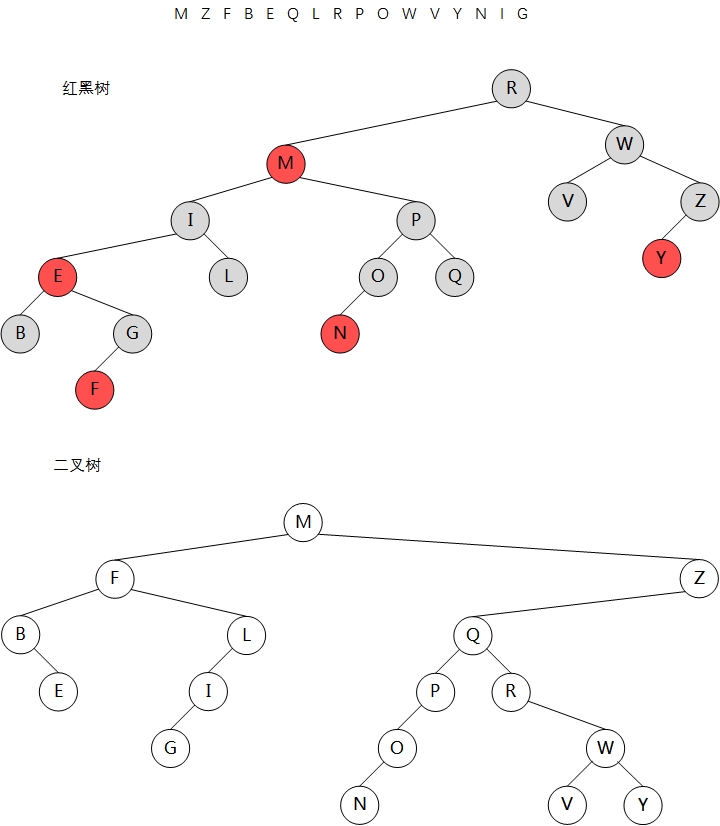 M Z F B E Q L R P O W V Y N I G
红黑树
R
M W
I P V Z
E L O Q Y
B G N
F
二叉树
M
F Z
B L Q
E I P R
G O W
N V Y